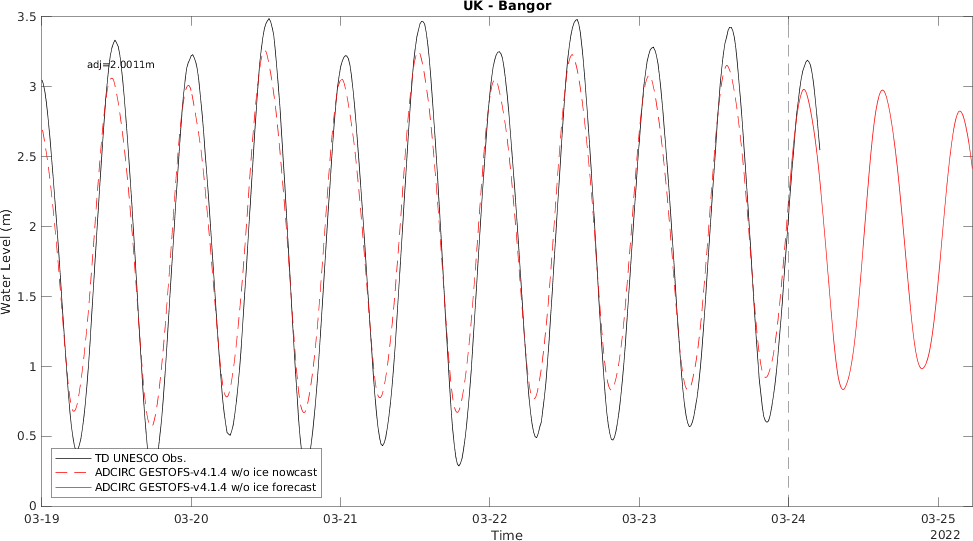 UK - Bangor
3.5
3
2.5
2
1.5
1
0.5
0
Water Level (m)
adj=2.0011m
TD UNESCO Obs.
ADCIRC GESTOFS-v4.1.4 w/o ice nowcast
ADCIRC GESTOFS-v4.1.4 w/o ice forecast
03-19 03-20 03-21 03-22 03-23 03-24 03-25
Time
2022